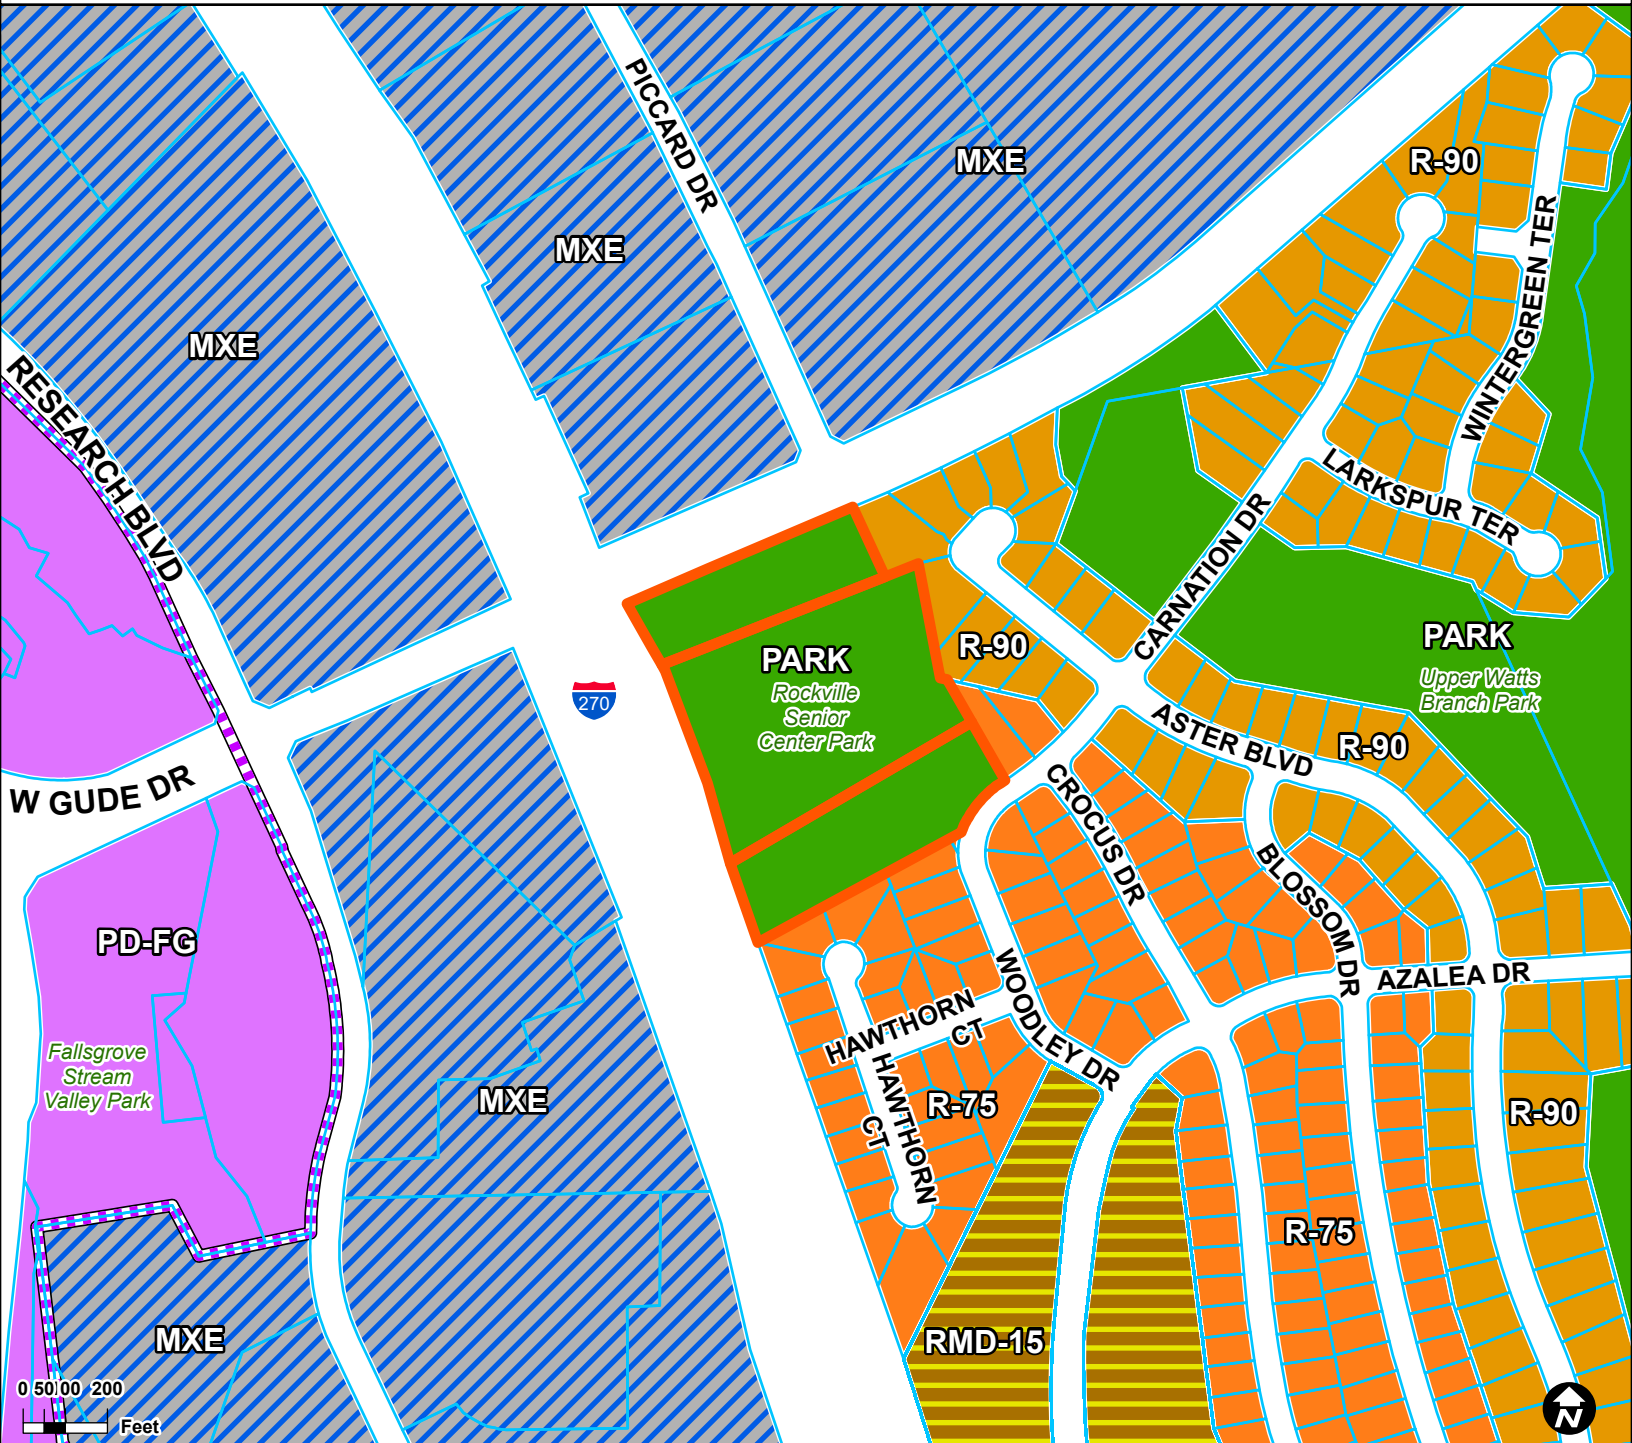 PICCARD DR
MXE
R-90
MXE
WINTERGREEN TER
MXE
RESEARCH BLVD
LARKSPUR TER
CARNATION DR
R-90
PARK
Rockville
Senior
Center Park
PARK
Upper Watts
Branch Park
270
ASTER BLVD
R-90
W GUDE DR
CROCUS DR
BLOSSOM DR
PD-FG
WOODLEY DR
AZALEA DR
HAWTHORN
CT
Fallsgrove
Stream
Valley Park
HAWTHORN
CT
MXE
R-75
R-90
R-75
MXE
RMD-15
0 50100 200
Feet
N